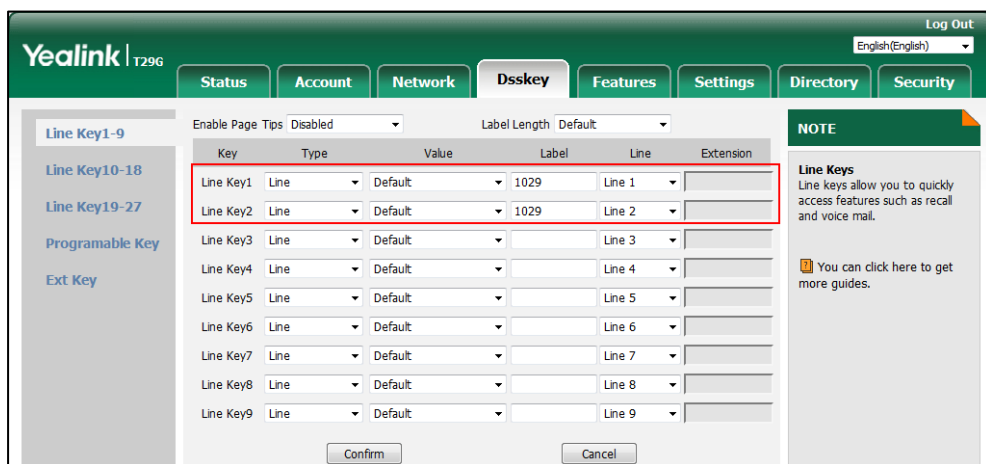 Log Out
Yealink T29G
English(English)
Status Account Network Dsskey Features Settings Directory Security
Line Key1-9
Line Key10-18
Line Key19-27
Programable Key
Ext Key
Enable Page Tips Disabled Label Length Default
Key Type Value Label Line Extension
Line Key1 Line Default 1029 Line 1
Line Key2 Line Default 1029 Line 2
Line Key3 Line Default Line 3
Line Key4 Line Default Line 4
Line Key5 Line Default Line 5
Line Key6 Line Default Line 6
Line Key7 Line Default Line 7
Line Key8 Line Default Line 8
Line Key9 Line Default Line 9
Confirm Cancel
NOTE
Line Keys
Line keys allow you to quickly
access features such as recall
and voice mail.
? You can click here to get
more guides.